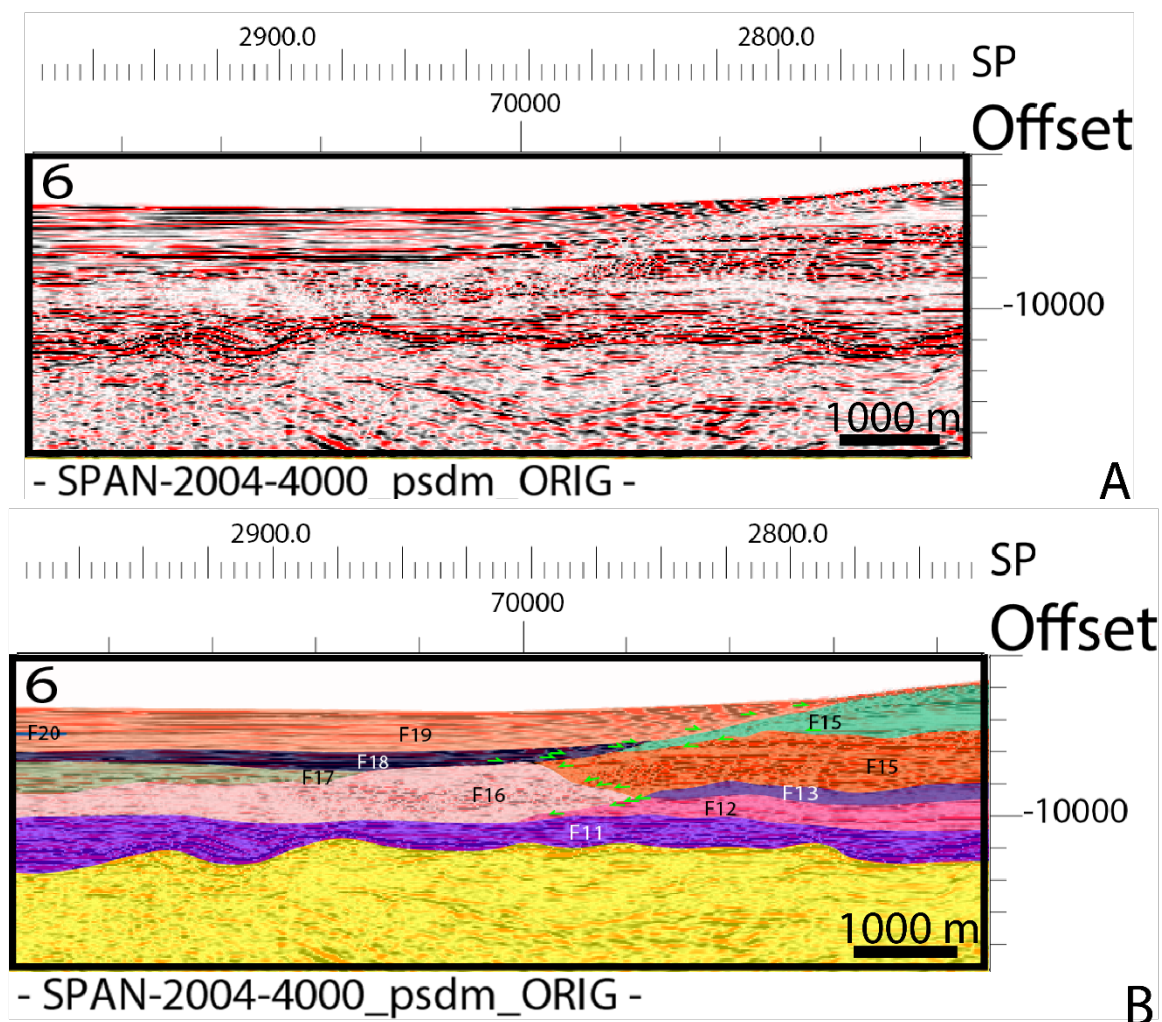 2900.0 2800.0 SP
70000 Offset
6
-10000
1000 m
- SPAN-2004-4000_psdm_ORIG - A
2900.0 2800.0 SP
70000 Offset
6
F15
F20 F19
F18
F17 F15
F16 F13
F12 -10000
F11
1000 m
- SPAN-2004-4000_psdm_ORIG - B